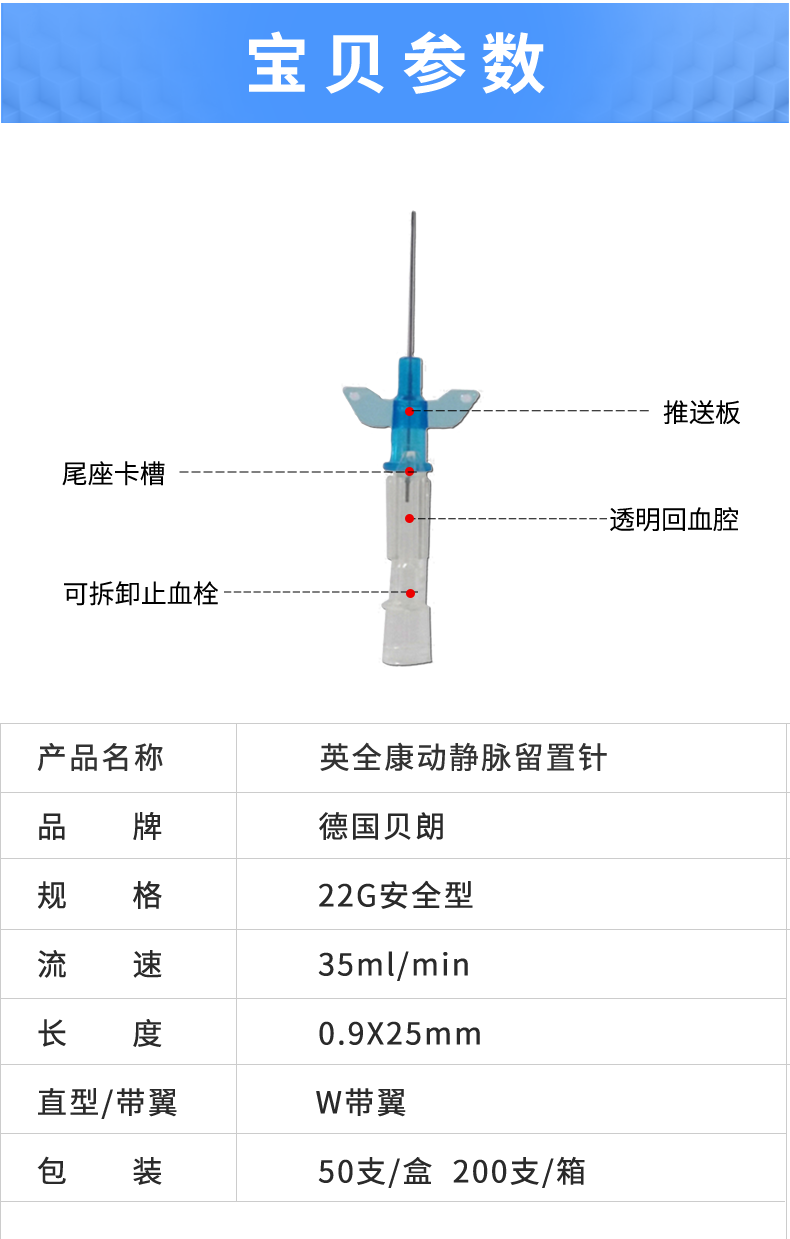 宝贝参数
推送板
尾座卡槽
透明回血腔
可拆卸止血栓
产品名称 英全康动静脉留置针
品 牌 德国贝朗
规 格 22G安全型
流 速 35ml/min
长 度 0.9X25mm
直型/带翼 W带翼
包 装 50支/盒 200支/箱